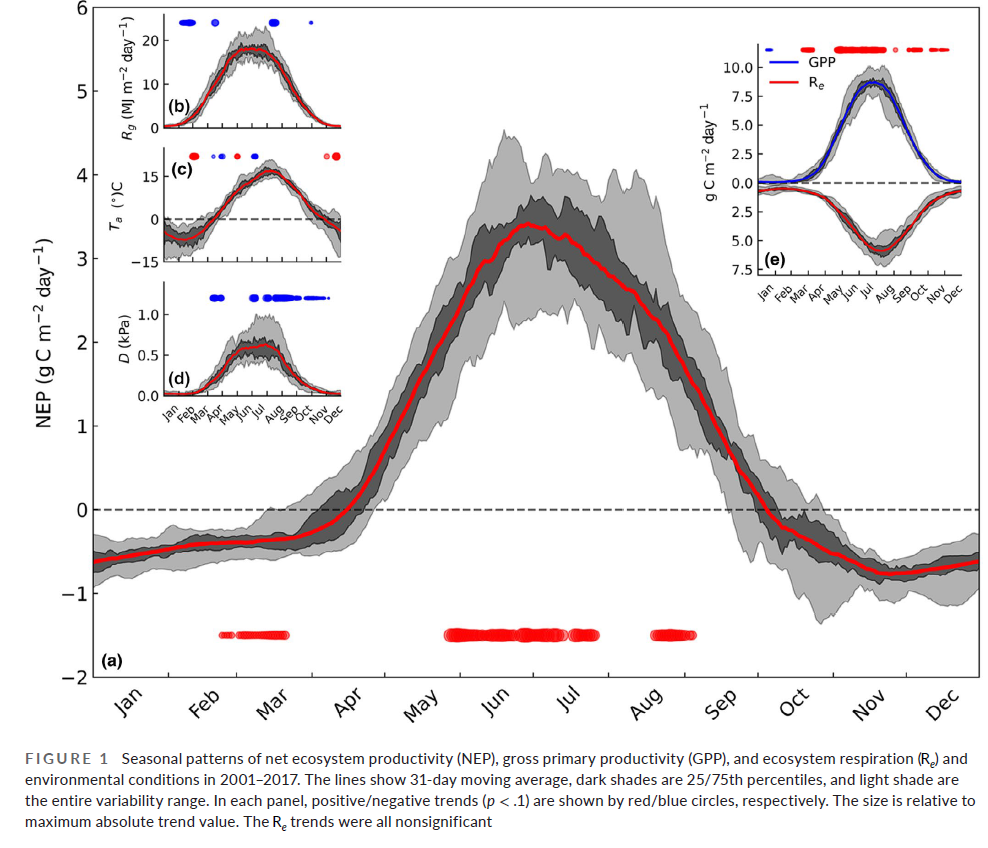 6
5
4
3
2
1
0
−1
−2
NEP (gC m−2 day−1)
(a)
Jan Feb Mar Apr May Jun Jul Aug Sep Oct Nov Dec
20
10
0
Rg (MJ m−2 day−1)
(b)
15
0
−15
Ta (°)C
(c)
1.0
0.5
0.0
D (kPa)
(d)
Jan Feb Mar Apr May Jun Jul Aug Sep Oct Nov Dec
10.0
7.5
5.0
2.5
0.0
2.5
5.0
7.5
g C m−2 day−1
GPP
Re
(e)
Jan Feb Mar Apr May Jun Jul Aug Sep Oct Nov Dec
FIGURE 1 Seasonal patterns of net ecosystem productivity (NEP), gross primary productivity (GPP), and ecosystem respiration (Re) and
environmental conditions in 2001–2017. The lines show 31-day moving average, dark shades are 25/75th percentiles, and light shade are
the entire variability range. In each panel, positive/negative trends (p < .1) are shown by red/blue circles, respectively. The size is relative to
maximum absolute trend value. The Re trends were all nonsignificant